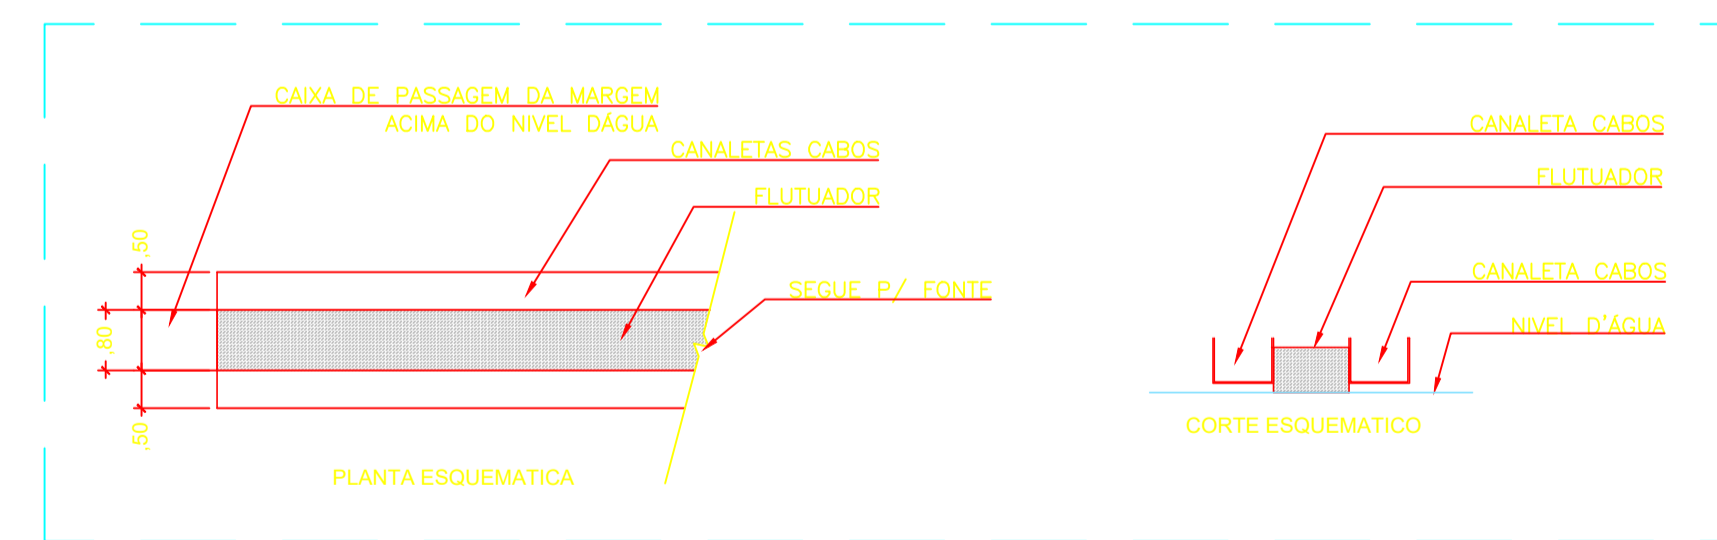 CAIXA DE PASSAGEM DA MARGEM
ACIMA DO NIVEL DÁGUA
CANALETAS CABOS
FLUTUADOR
SEGUE P/ FONTE
,50
,80
,50
PLANTA ESQUEMATICA
CANALETA CABOS
FLUTUADOR
CANALETA CABOS
NIVEL D'ÁGUA
CORTE ESQUEMATICO